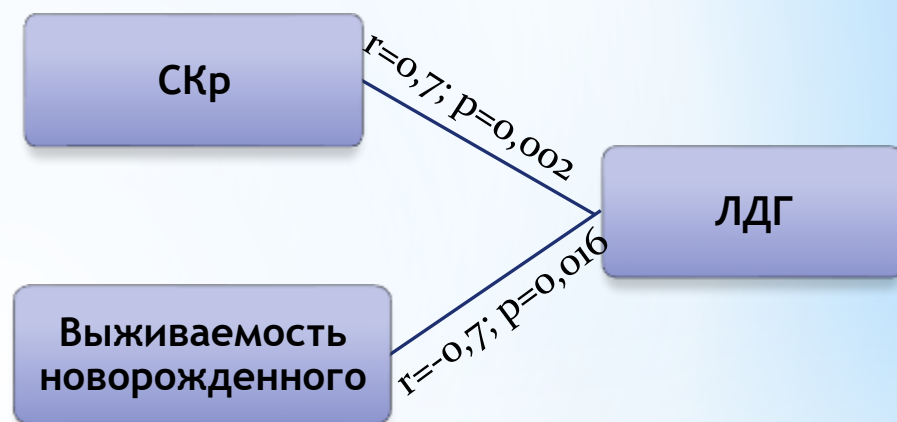 СКр
r=0,7; p=0,002
ЛДГ
r=-0,7; p=0,016
Выживаемость
новорожденного